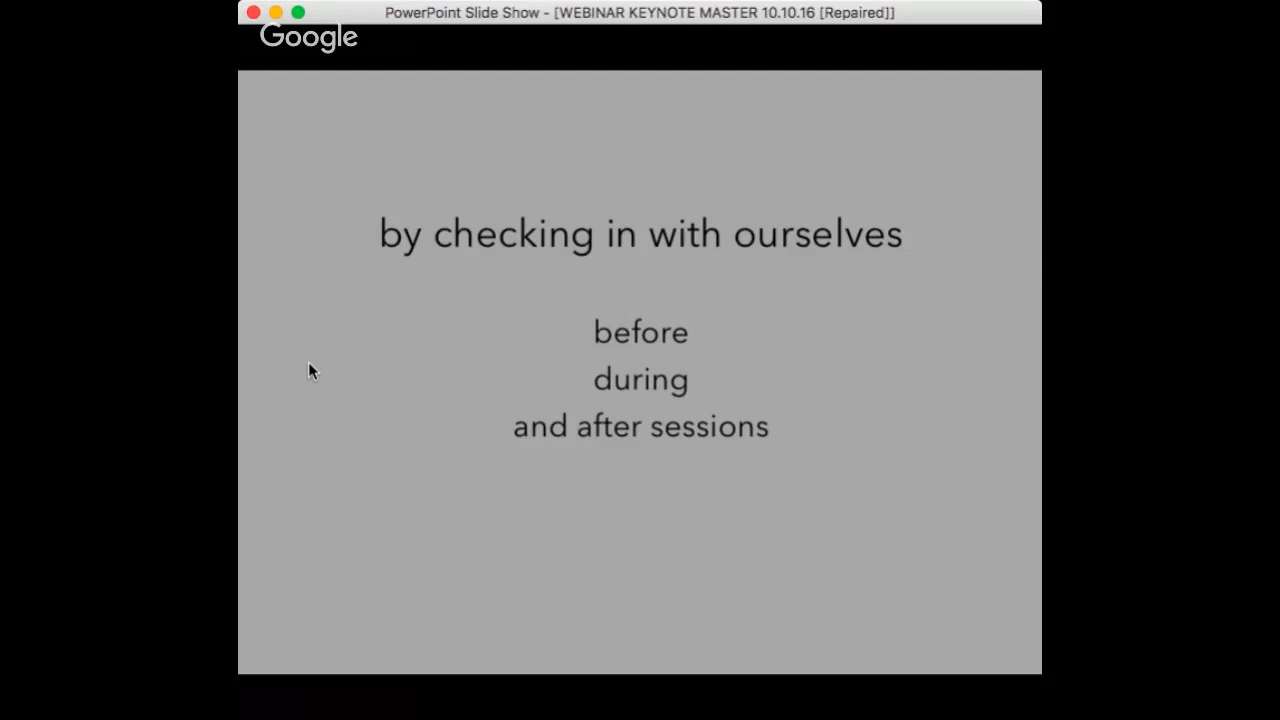 PowerPoint Slide Show - [WEBINAR KEYNOTE MASTER 10.10.16 [Repaired]]
Google
by checking in with ourselves
before
during
and after sessions